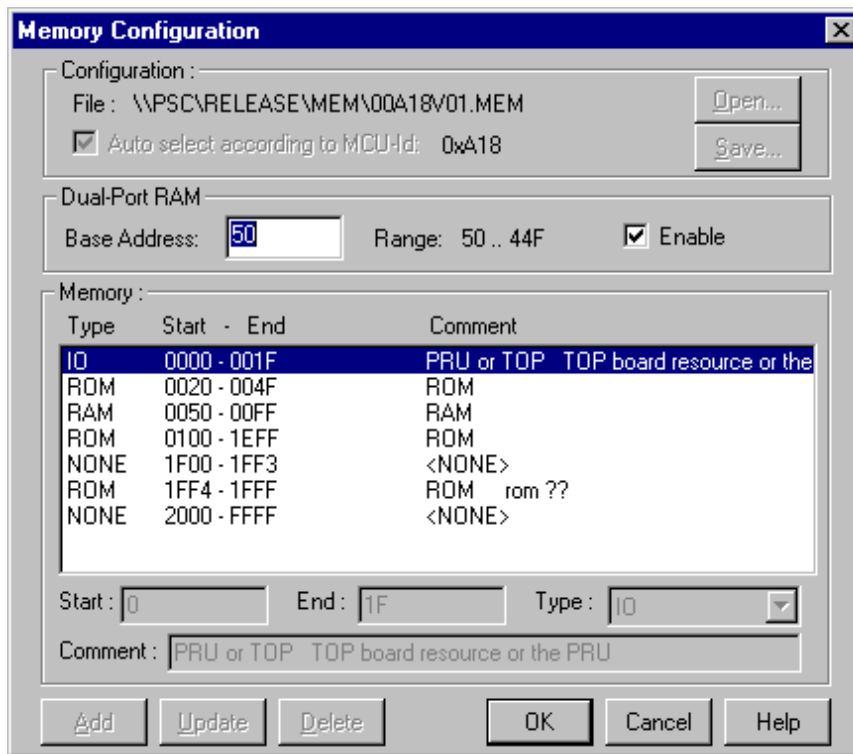 Memory Configuration
Configuration :
File : \\PSC\RELEASE\MEM\00A18V01.MEM
Open...
Auto select according to MCU-Id: 0xA18
Save...
Dual-Port RAM
Base Address: 50 Range: 50 .. 44F Enable
Memory :
Type Start - End Comment
IO 0000 - 001F PRU or TOP TOP board resource or the
ROM 0020 - 004F ROM
RAM 0050 - 00FF RAM
ROM 0100 - 1EFF ROM
NONE 1F00 - 1FF3 <NONE>
ROM 1FF4 - 1FFF ROM rom ??
NONE 2000 - FFFF <NONE>
Start : 0 End : 1F Type : IO
Comment : PRU or TOP TOP board resource or the PRU
Add Update Delete OK Cancel Help